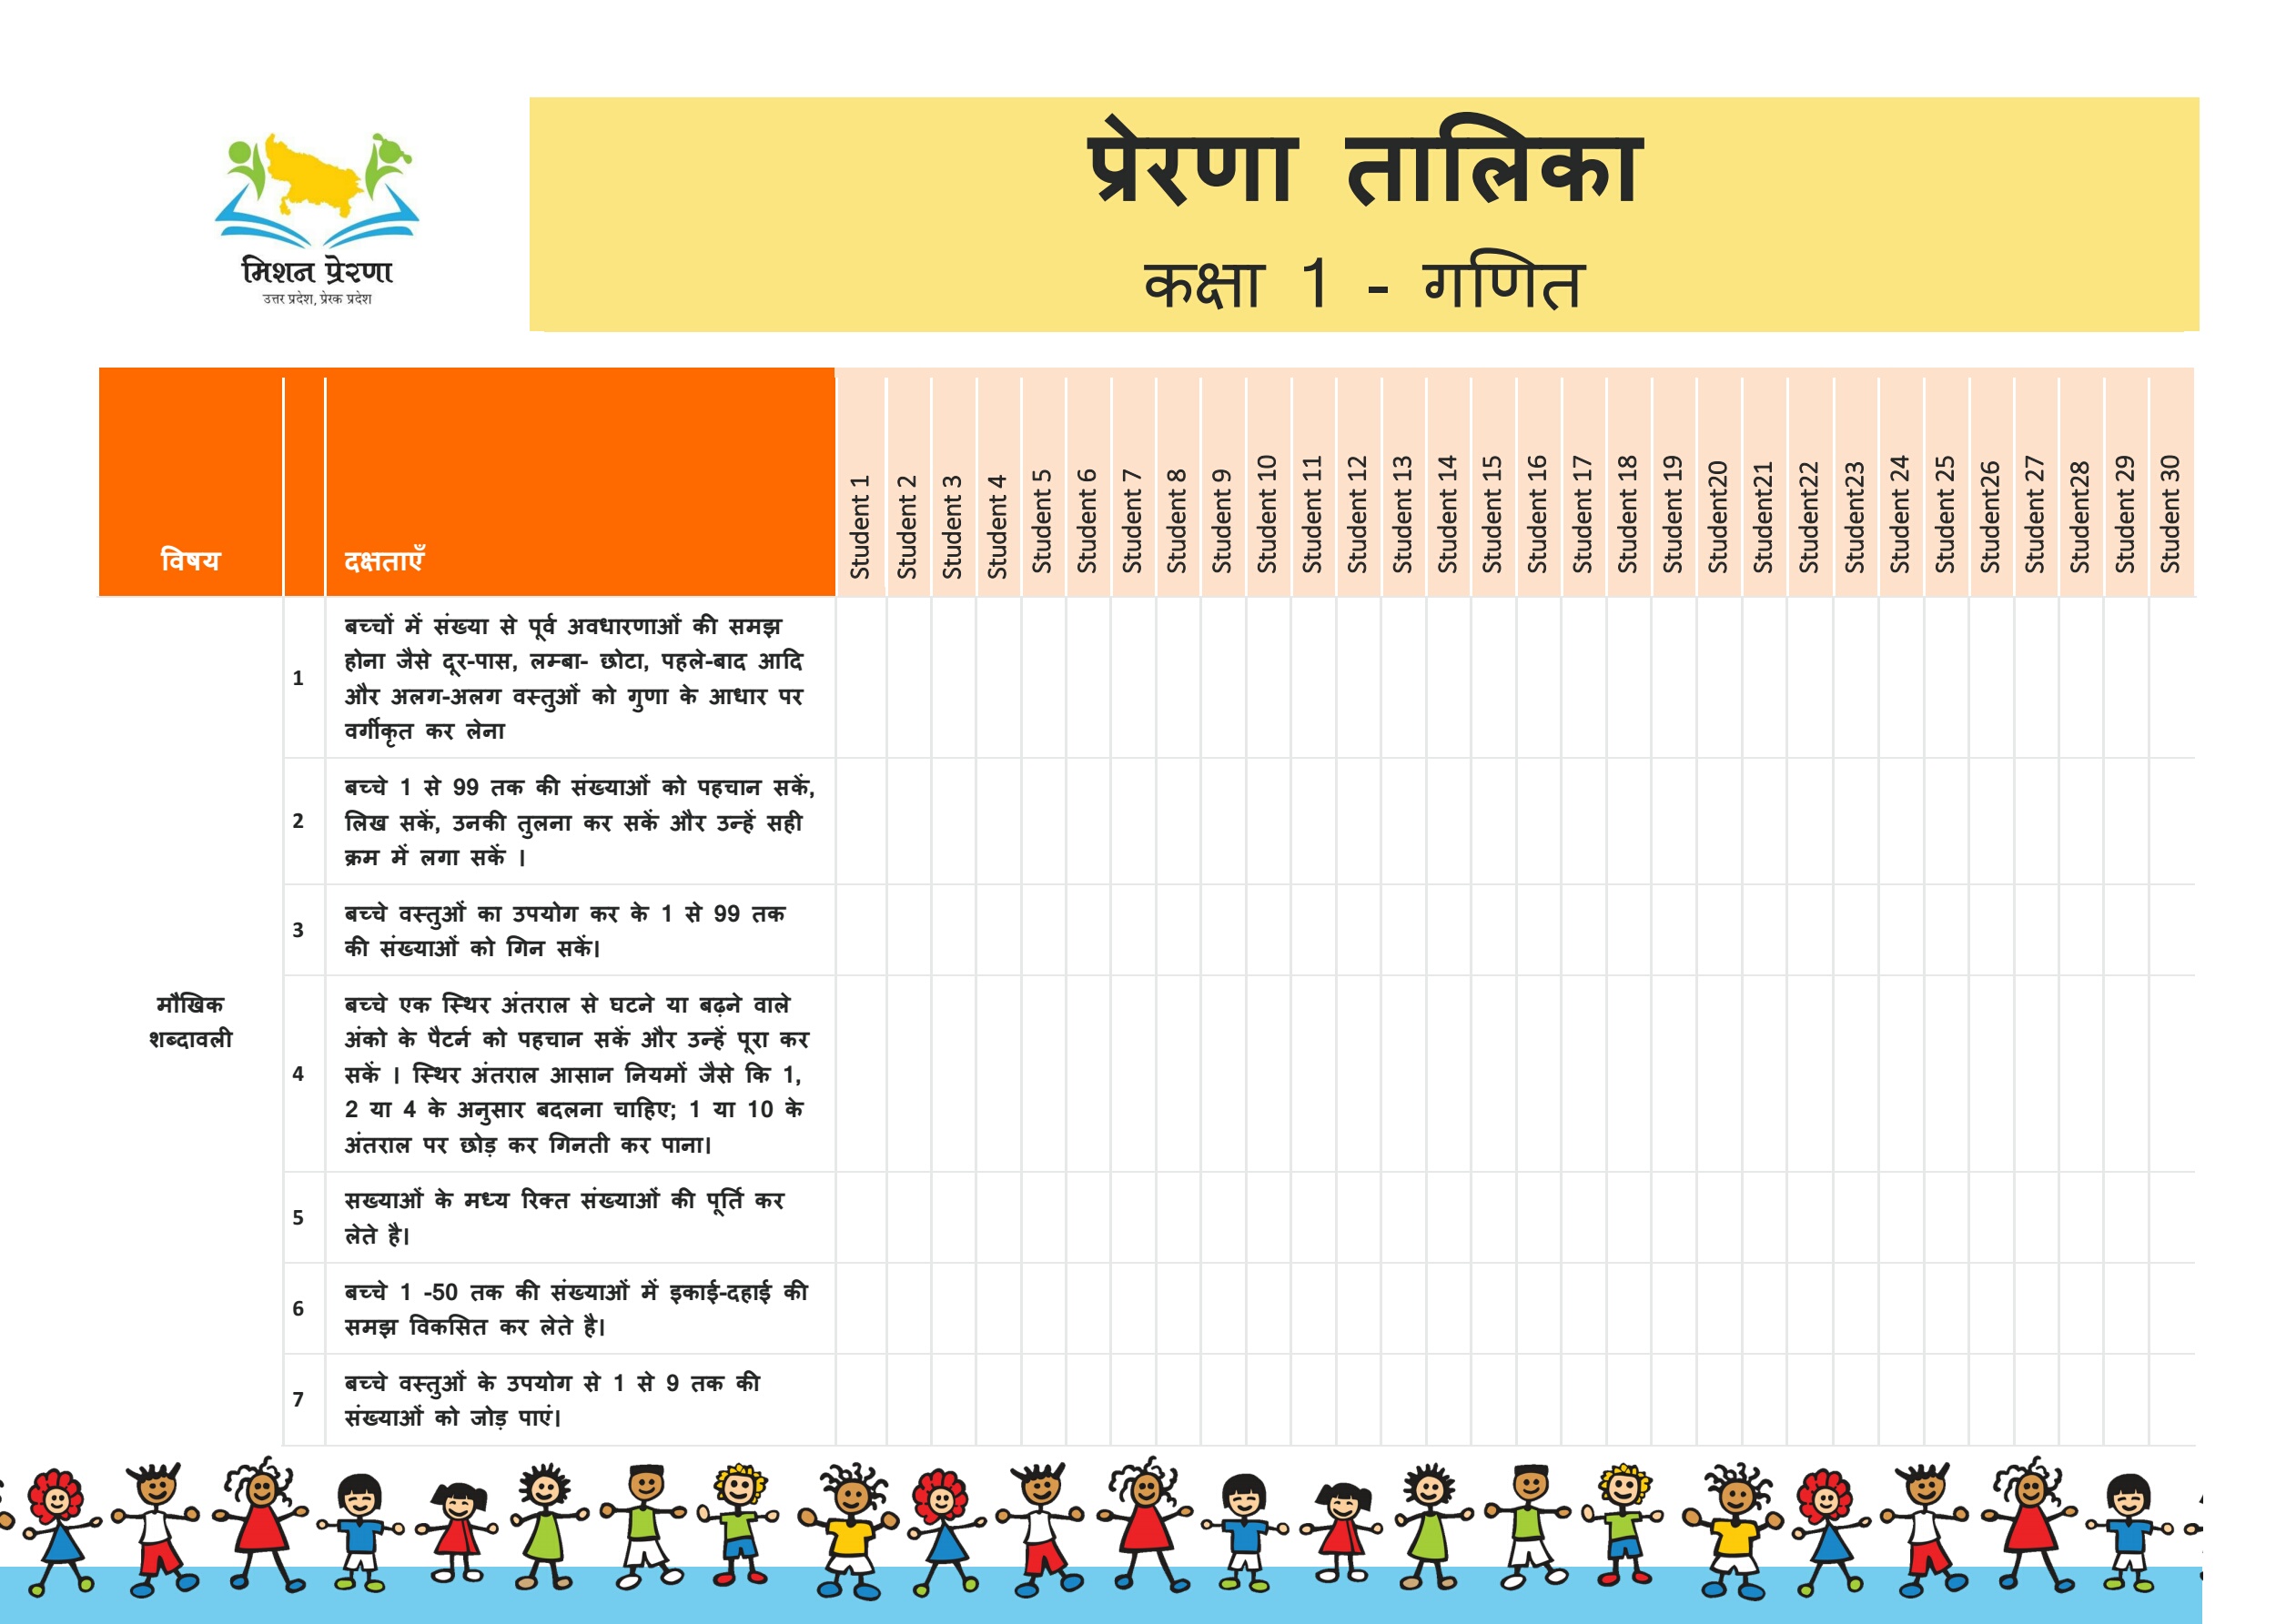 प्रेरणा तालिका
कक्षा 1 - गणित
मिशन प्रेरणा
उत्तर प्रदेश, प्रेरक प्रदेश
विषय
दक्षताएँ
Student 1
Student 2
Student 3
Student 4
Student 5
Student 6
Student 7
Student 8
Student 9
Student 10
Student 11
Student 12
Student 13
Student 14
Student 15
Student 16
Student 17
Student 18
Student 19
Student20
Student21
Student22
Student23
Student 24
Student 25
Student26
Student 27
Student28
Student 29
Student 30
मौखिक
शब्दावली
1
बच्चों में संख्या से पूर्व अवधारणाओं की समझ
होना जैसे दूर-पास, लम्बा- छोटा, पहले-बाद आदि
और अलग-अलग वस्तुओं को गुणा के आधार पर
वर्गीकृत कर लेना
2
बच्चे 1 से 99 तक की संख्याओं को पहचान सकें,
लिख सकें, उनकी तुलना कर सकें और उन्हें सही
क्रम में लगा सकें ।
3
बच्चे वस्तुओं का उपयोग कर के 1 से 99 तक
की संख्याओं को गिन सकें।
4
बच्चे एक स्थिर अंतराल से घटने या बढ़ने वाले
अंको के पैटर्न को पहचान सकें और उन्हें पूरा कर
सकें । स्थिर अंतराल आसान नियमों जैसे कि 1,
2 या 4 के अनुसार बदलना चाहिए; 1 या 10 के
अंतराल पर छोड़ कर गिनती कर पाना।
5
सख्याओं के मध्य रिक्त संख्याओं की पूर्ति कर
लेते है।
6
बच्चे 1 -50 तक की संख्याओं में इकाई-दहाई की
समझ विकसित कर लेते है।
7
बच्चे वस्तुओं के उपयोग से 1 से 9 तक की
संख्याओं को जोड़ पाएं।